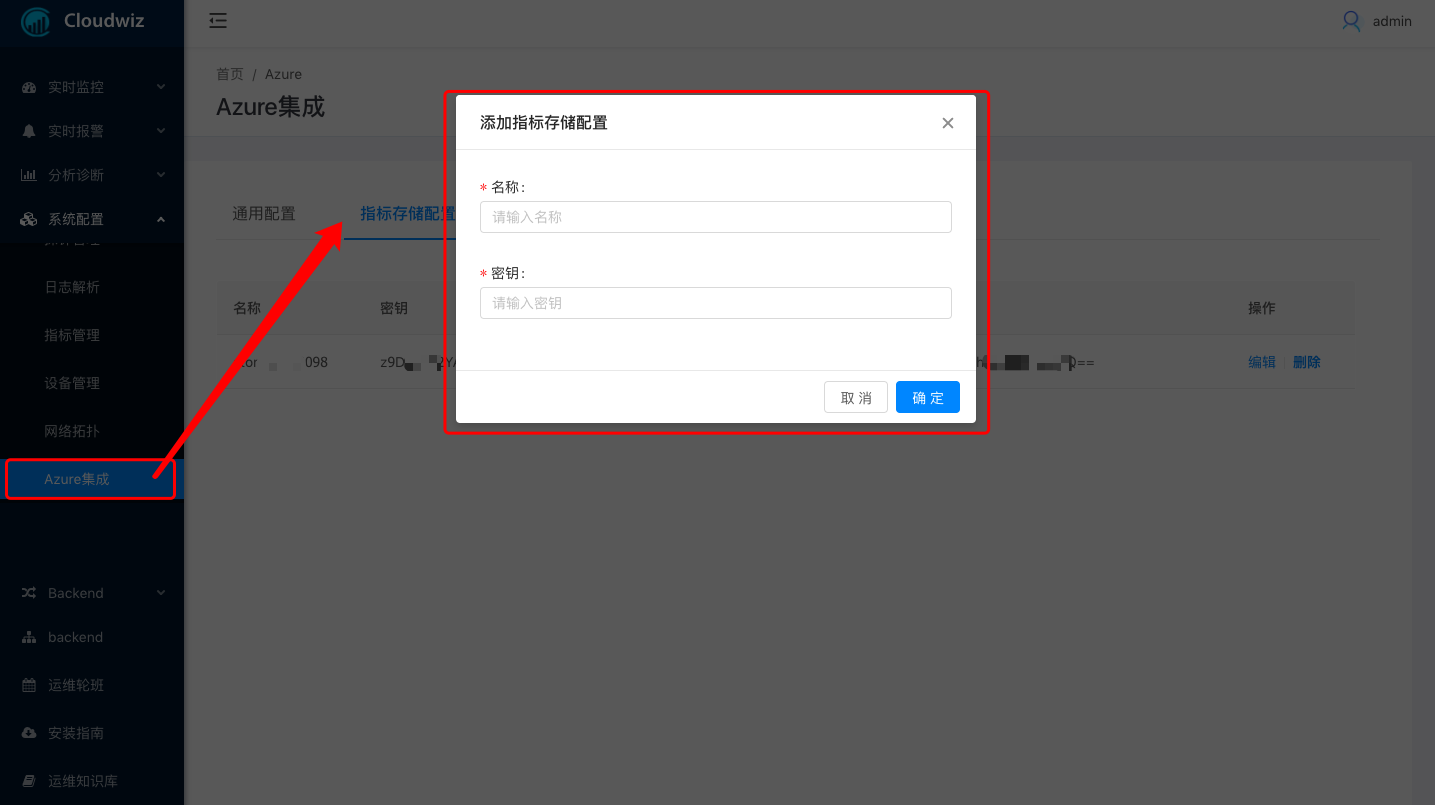 Cloudwiz
admin
实时监控
实时报警
分析诊断
系统配置
日志解析
指标管理
设备管理
网络拓扑
Azure集成
Backend
backend
运维轮班
安装指南
运维知识库
首页 / Azure
Azure集成
通用配置
指标存储配置
名称
密钥
操作
098
z9D
Q==
编辑
删除
添加指标存储配置
* 名称:
请输入名称
* 密钥:
请输入密钥
取 消
确 定